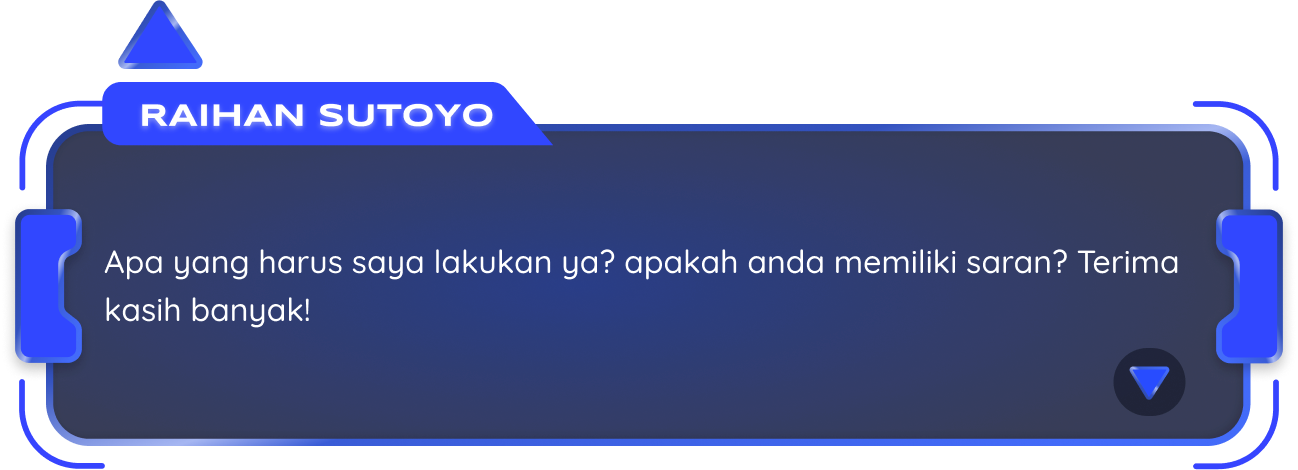 RAIHAN SUTOYO
Apa yang harus saya lakukan ya? apakah anda memiliki saran? Terima
kasih banyak!